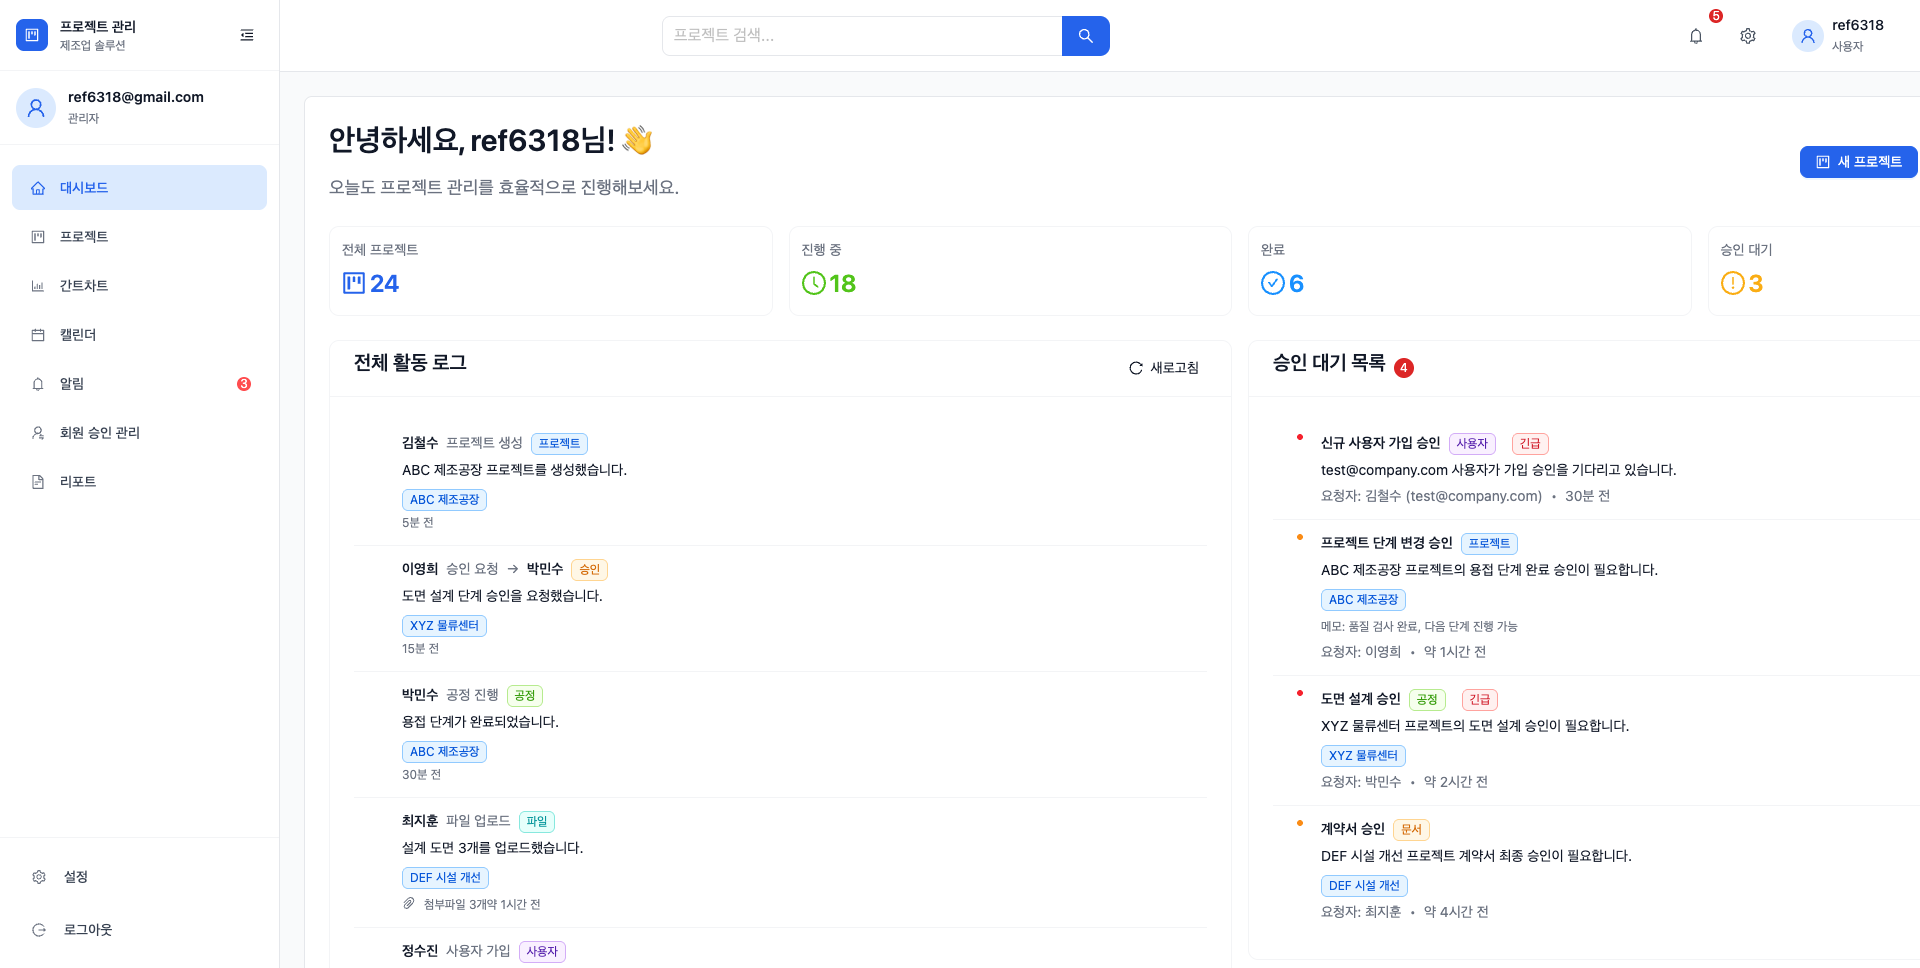 프로젝트 관리
제조업 솔루션
ref6318@gmail.com
관리자
대시보드
프로젝트
간트차트
캘린더
알림 3
회원 승인 관리
리포트
설정
로그아웃
프로젝트 검색...
5
ref6318
사용자
안녕하세요, ref6318님! 👋
오늘도 프로젝트 관리를 효율적으로 진행해보세요.
새 프로젝트
전체 프로젝트
24
진행 중
18
완료
6
승인 대기
3
전체 활동 로그
새로고침
김철수 프로젝트 생성 프로젝트
ABC 제조공장 프로젝트를 생성했습니다.
ABC 제조공장
5분 전
이영희 승인 요청 → 박민수 승인
도면 설계 단계 승인을 요청했습니다.
XYZ 물류센터
15분 전
박민수 공정 진행 공정
용접 단계가 완료되었습니다.
ABC 제조공장
30분 전
최지훈 파일 업로드 파일
설계 도면 3개를 업로드했습니다.
DEF 시설 개선
첨부파일 3개약 1시간 전
정수진 사용자 가입 사용자
승인 대기 목록 4
신규 사용자 가입 승인 사용자 긴급
test@company.com 사용자가 가입 승인을 기다리고 있습니다.
요청자: 김철수 (test@company.com) • 30분 전
프로젝트 단계 변경 승인 프로젝트
ABC 제조공장 프로젝트의 용접 단계 완료 승인이 필요합니다.
ABC 제조공장
메모: 품질 검사 완료, 다음 단계 진행 가능
요청자: 이영희 • 약 1시간 전
도면 설계 승인 공정 긴급
XYZ 물류센터 프로젝트의 도면 설계 승인이 필요합니다.
XYZ 물류센터
요청자: 박민수 • 약 2시간 전
계약서 승인 문서
DEF 시설 개선 프로젝트 계약서 최종 승인이 필요합니다.
DEF 시설 개선
요청자: 최지훈 • 약 4시간 전